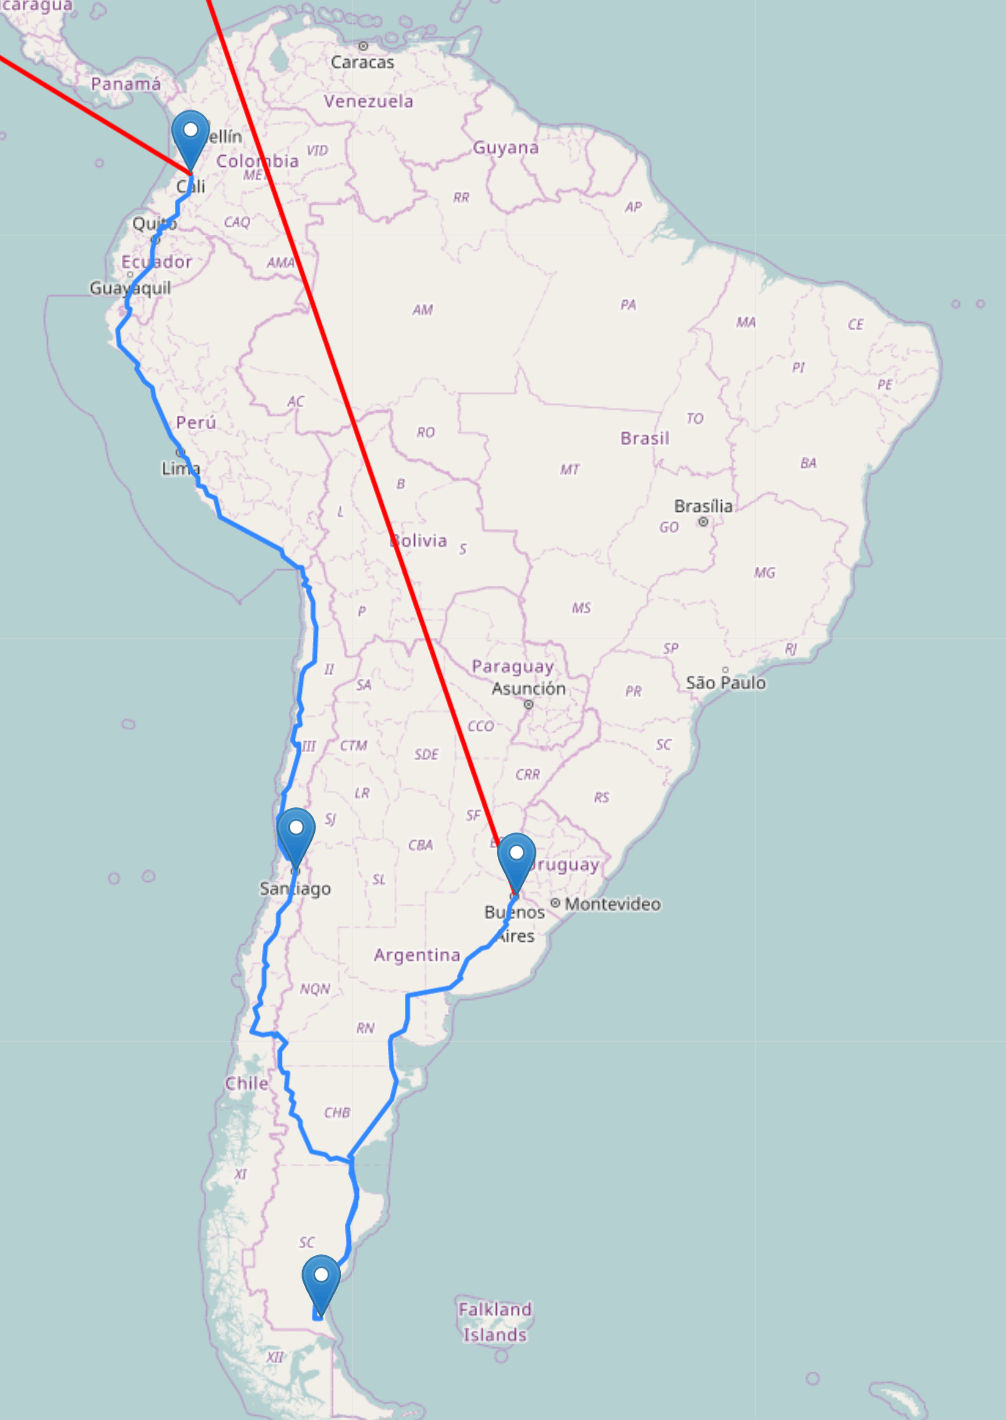 icaragua
Caracas
Panamá
Venezuela
ellín
Guyana
Colombia
VID
MET
RR
Cali
AP
Quito
CAQ
Ecuador
AMA
Guayaquil
AM
PA
MA
CE
PI
PE
AC
TO
Perú
RO
Brasil
Lima
MT
BA
B
L
Brasília
GO
Bolivia
S
MG
P
MS
SP
RJ
II
Paraguay
SA
Asunción
PR
São Paulo
CCO
III
CTM
SDE
SC
CRR
LR
RS
SJ
SF
CBA
Uruguay
SL
Santiago
Buenos
Aires
Montevideo
Argentina
NQN
RN
Chile
CHB
XI
SC
Falkland
Islands
XII